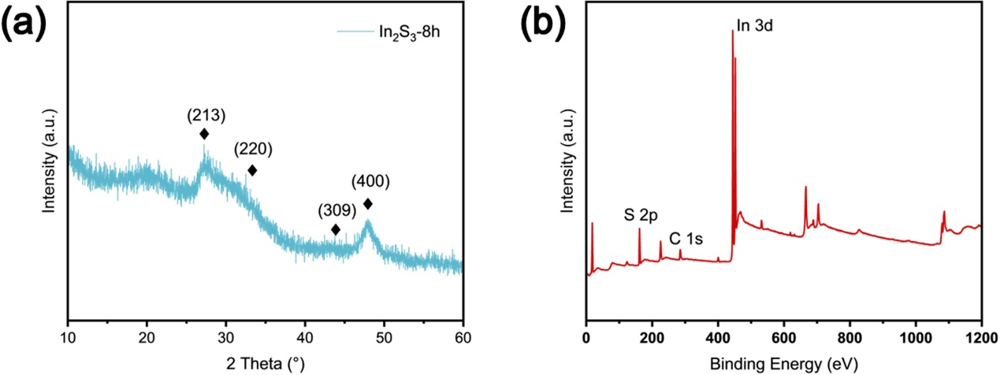 (a)
In₂S₃-8h
(213)
(220)
(309)
(400)
Intensity (a.u.)
10 20 30 40 50 60
2 Theta (°)
(b)
In 3d
S 2p
C 1s
Intensity (a.u.)
0 200 400 600 800 1000 1200
Binding Energy (eV)